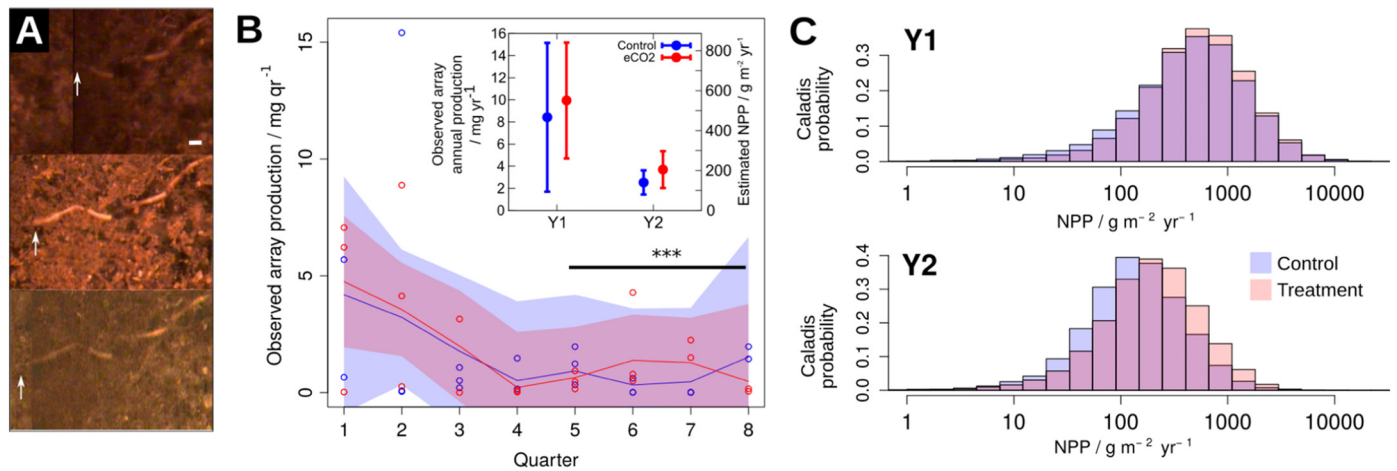 A
B
Observed array production / mg qr⁻¹
15
10
5
0
1 2 3 4 5 6 7 8
Quarter
***
Observed array
annual production
/ mg yr⁻¹
16
14
12
10
8
6
4
2
0
Y1 Y2
Control
eCO2
800
600
400
200
0
Estimated NPP / g m⁻² yr⁻¹
C
Y1
Caladis
probability
0.3
0.2
0.1
0.0
1 10 100 1000 10000
NPP / g m⁻² yr⁻¹
Y2
Caladis
probability
0.4
0.3
0.2
0.1
0.0
1 10 100 1000 10000
NPP / g m⁻² yr⁻¹
Control
Treatment